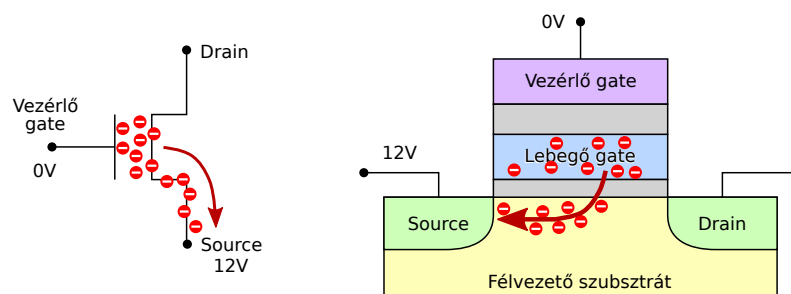 Drain
Vezérlő
gate
0V
Source
12V
0V
Vezérlő gate
Lebegő gate
12V
Source
Drain
Félvezető szubsztrát